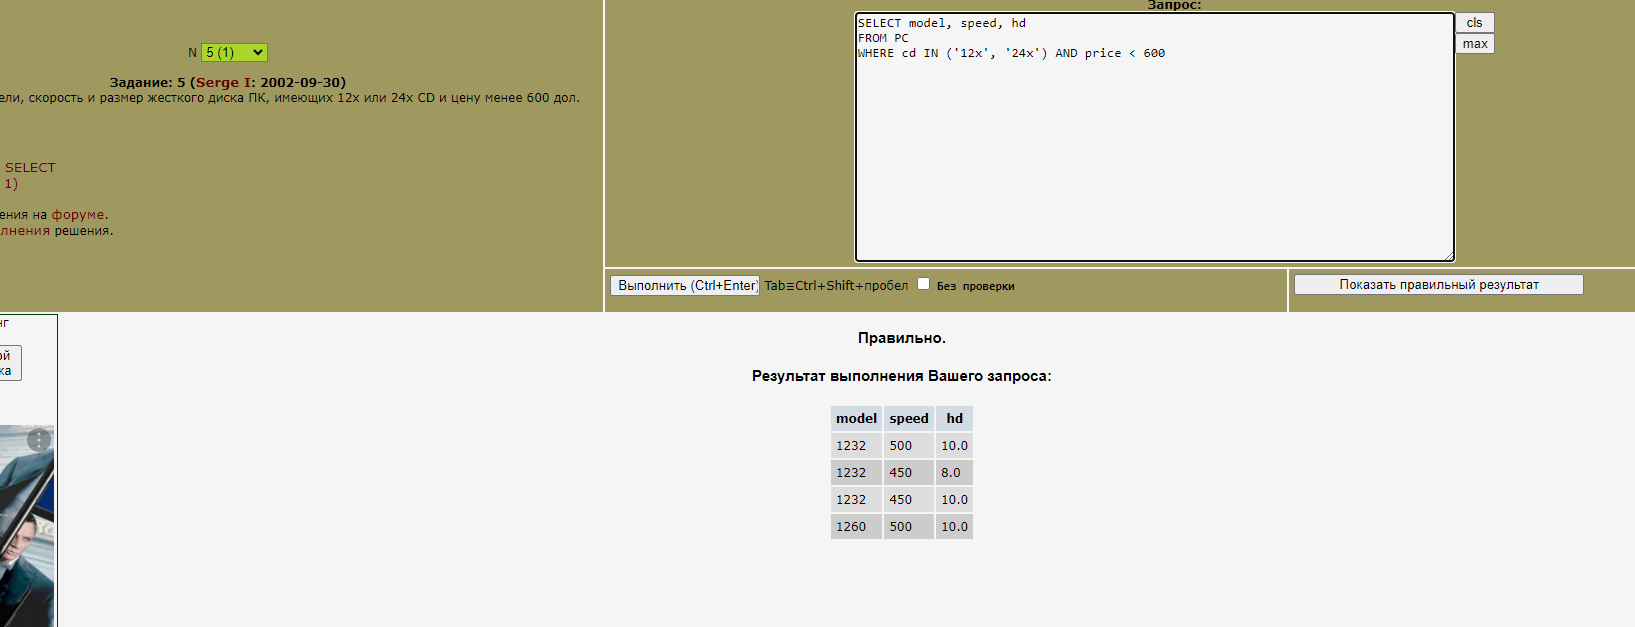 N 5 (1)
Задание: 5 (Serge I: 2002-09-30)
ели, скорость и размер жесткого диска ПК, имеющих 12x или 24x CD и цену менее 600 дол.
SELECT
1)
ения на форуме.
лнения решения.
Запрос:
SELECT model, speed, hd
FROM PC
WHERE cd IN ('12x', '24x') AND price < 600
cls
max
Выполнить (Ctrl+Enter) Tab≡Ctrl+Shift+пробел Без проверки
Показать правильный результат
нг
ой
ка
Правильно.
Результат выполнения Вашего запроса:
model speed hd
1232 500 10.0
1232 450 8.0
1232 450 10.0
1260 500 10.0